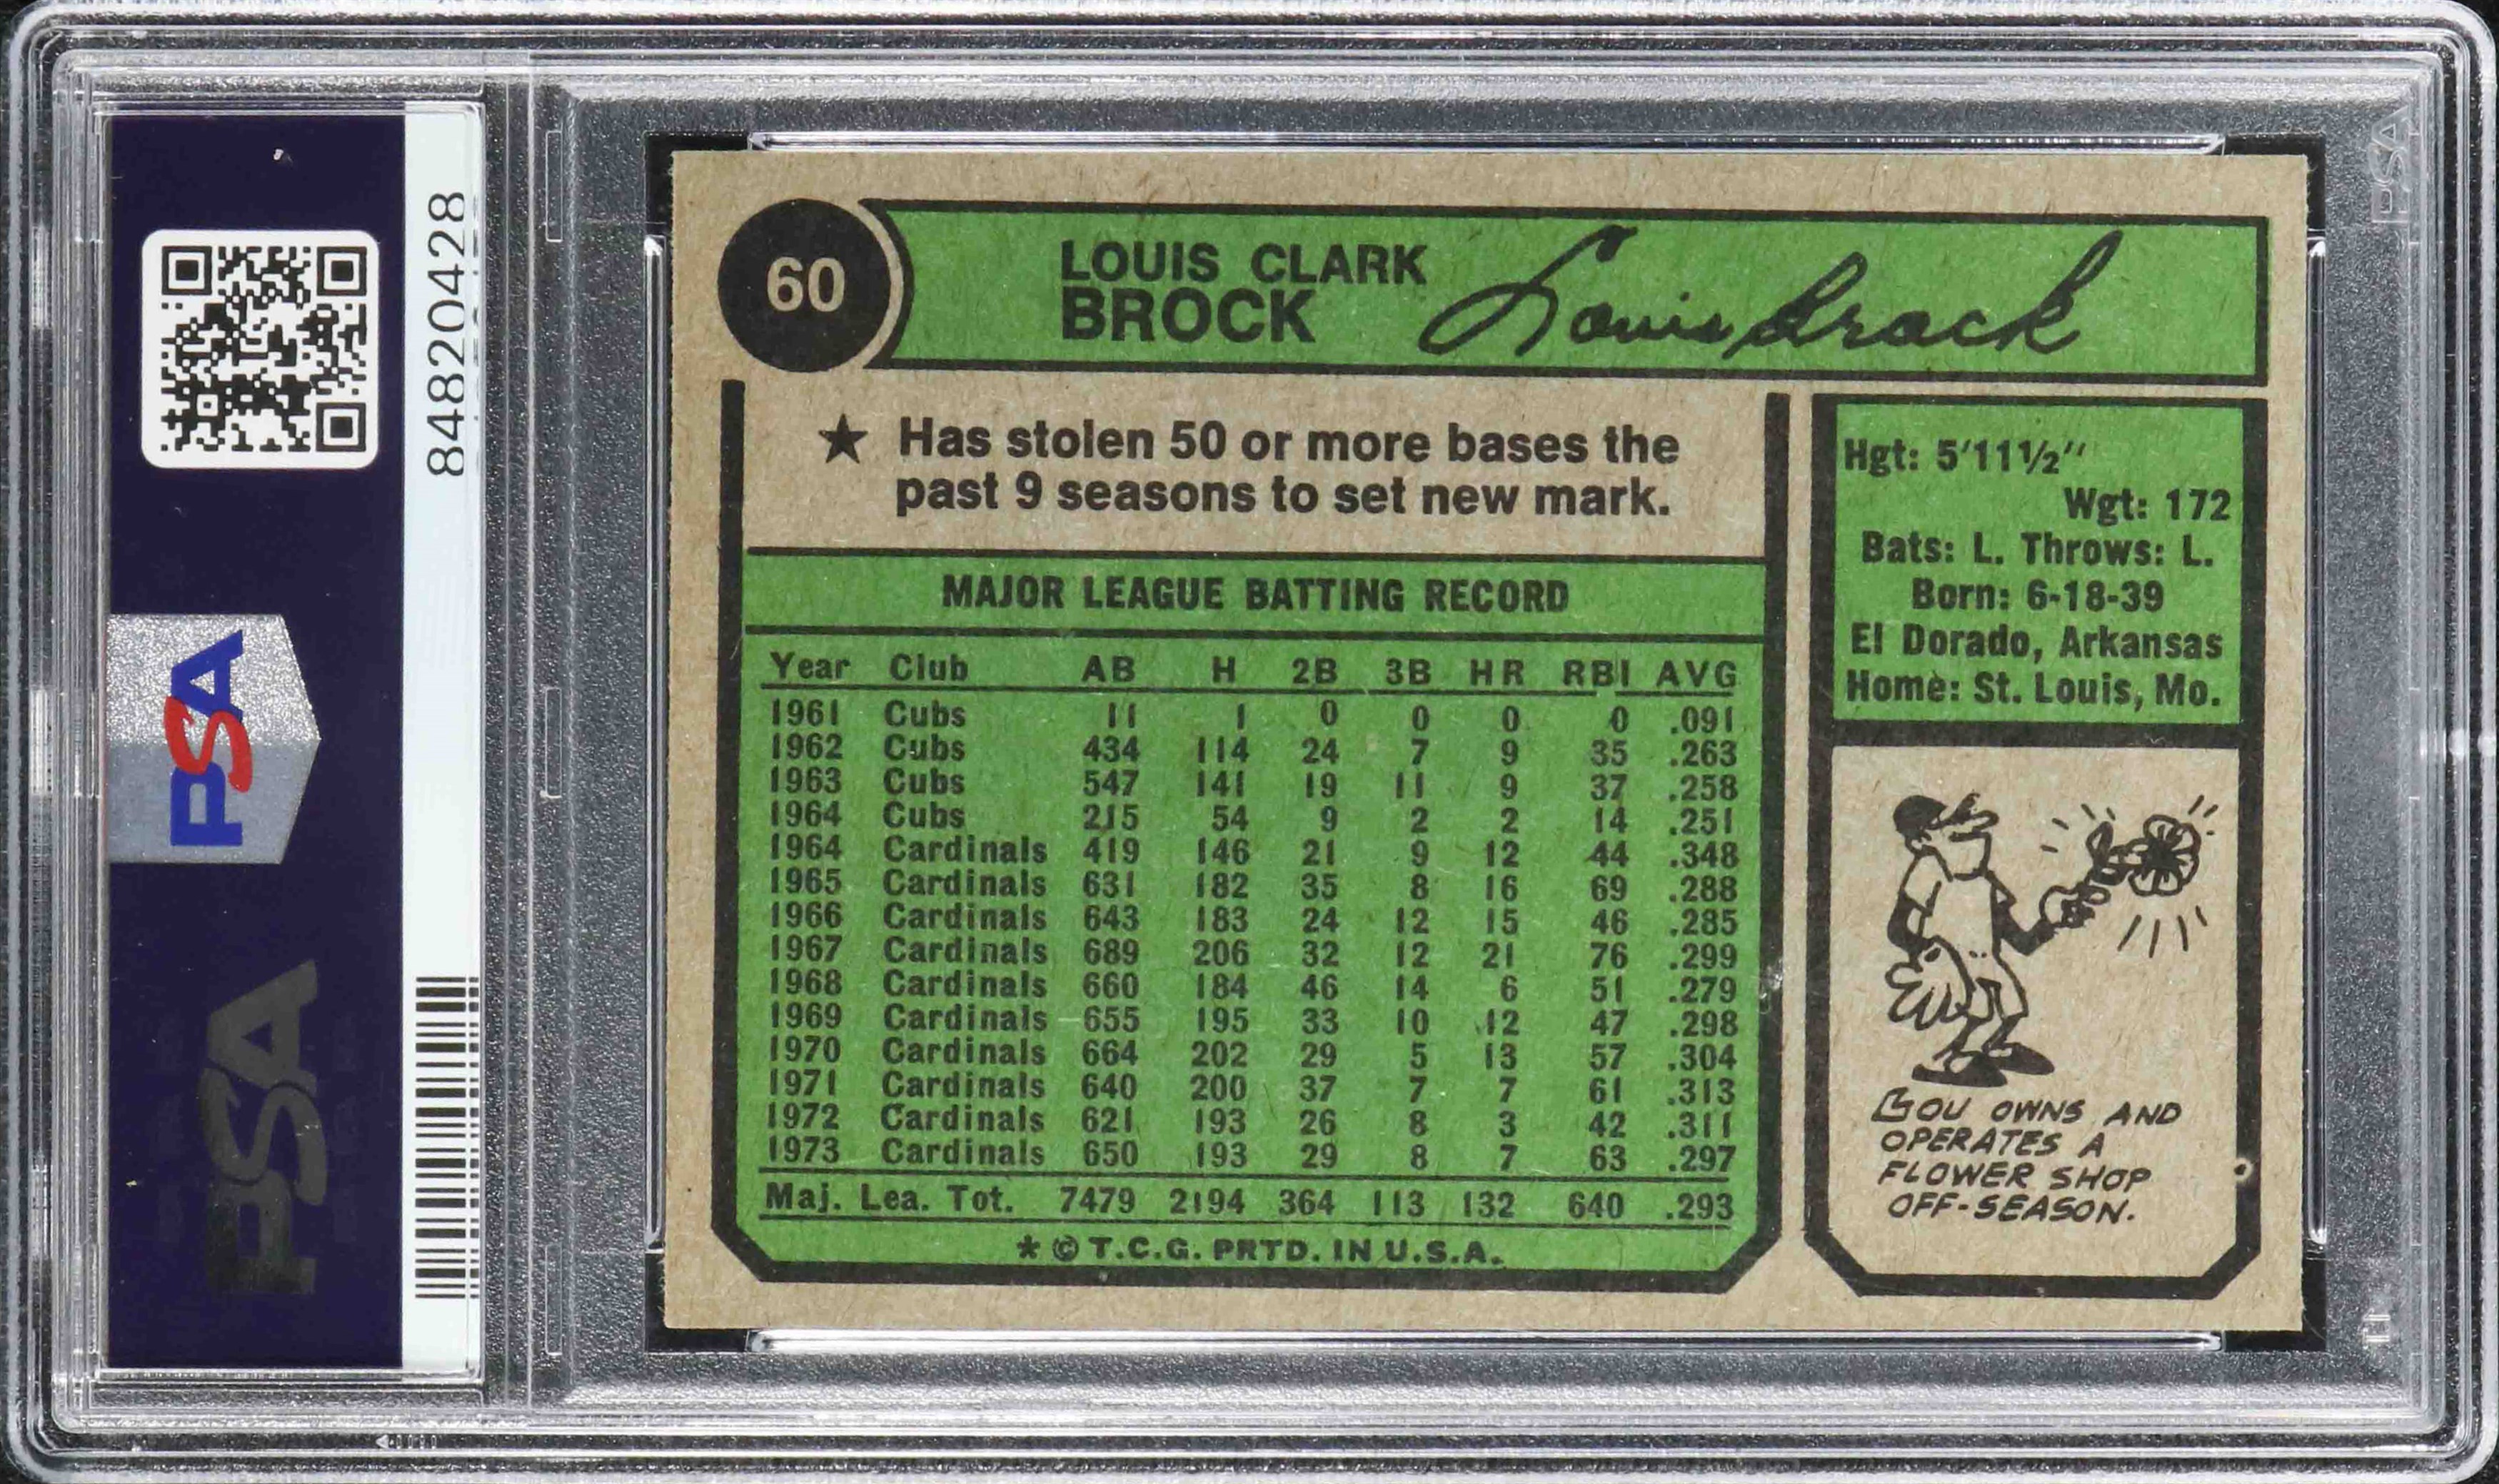 84820428
PSA
PSA
PSA
60
LOUIS CLARK
BROCK
Louis Brock
★ Has stolen 50 or more bases the
past 9 seasons to set new mark.
MAJOR LEAGUE BATTING RECORD
Year Club AB H 2B 3B HR RBI AVG
1961 Cubs 11 1 0 0 0 0 .091
1962 Cubs 434 114 24 7 9 35 .263
1963 Cubs 547 141 19 11 9 37 .258
1964 Cubs 215 54 9 2 2 14 .251
1964 Cardinals 419 146 21 9 12 44 .348
1965 Cardinals 631 182 35 8 16 69 .288
1966 Cardinals 643 183 24 12 15 46 .285
1967 Cardinals 689 206 32 12 21 76 .299
1968 Cardinals 660 184 46 14 6 51 .279
1969 Cardinals 655 195 33 10 12 47 .298
1970 Cardinals 664 202 29 5 13 57 .304
1971 Cardinals 640 200 37 7 7 61 .313
1972 Cardinals 621 193 26 8 3 42 .311
1973 Cardinals 650 193 29 8 7 63 .297
Maj. Lea. Tot. 7479 2194 364 113 132 640 .293
* © T.C.G. PRTD. IN U.S.A.
Hgt: 5'11½''
Wgt: 172
Bats: L. Throws: L.
Born: 6-18-39
El Dorado, Arkansas
Home: St. Louis, Mo.
LOU OWNS AND
OPERATES A
FLOWER SHOP
OFF-SEASON.